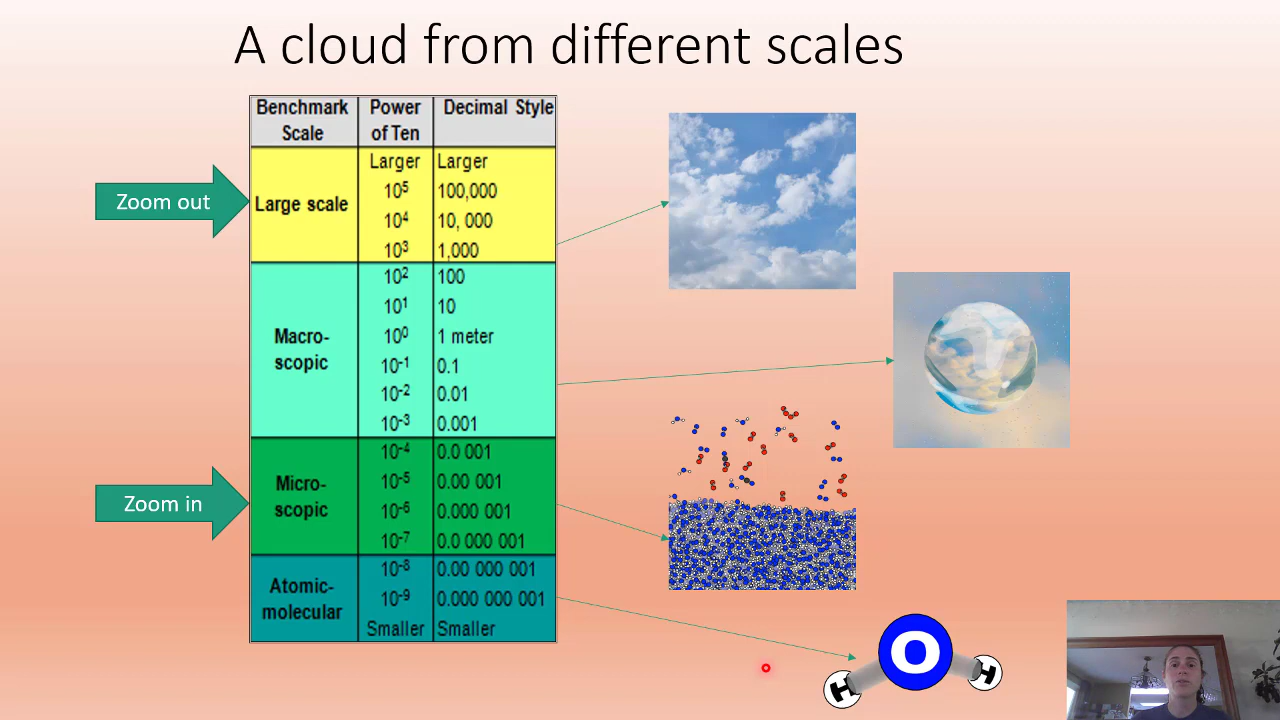 A cloud from different scales
Benchmark Scale Power of Ten Decimal Style
Zoom out
Large scale
Larger Larger
10⁵ 100,000
10⁴ 10, 000
10³ 1,000
Macro-
scopic
10² 100
10¹ 10
10⁰ 1 meter
10⁻¹ 0.1
10⁻² 0.01
10⁻³ 0.001
Zoom in
Micro-
scopic
10⁻⁴ 0.0 001
10⁻⁵ 0.00 001
10⁻⁶ 0.000 001
10⁻⁷ 0.0 000 001
Atomic-
molecular
10⁻⁸ 0.00 000 001
10⁻⁹ 0.000 000 001
Smaller Smaller
H O H